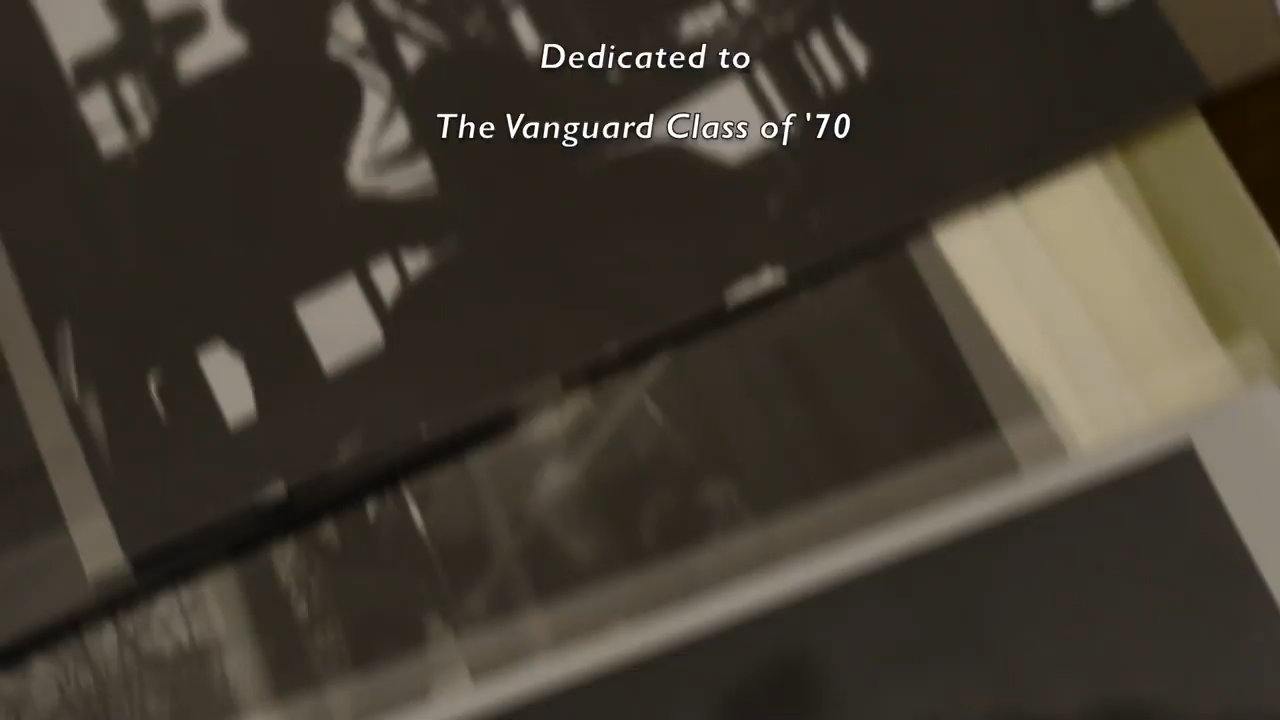 Dedicated to
The Vanguard Class of '70